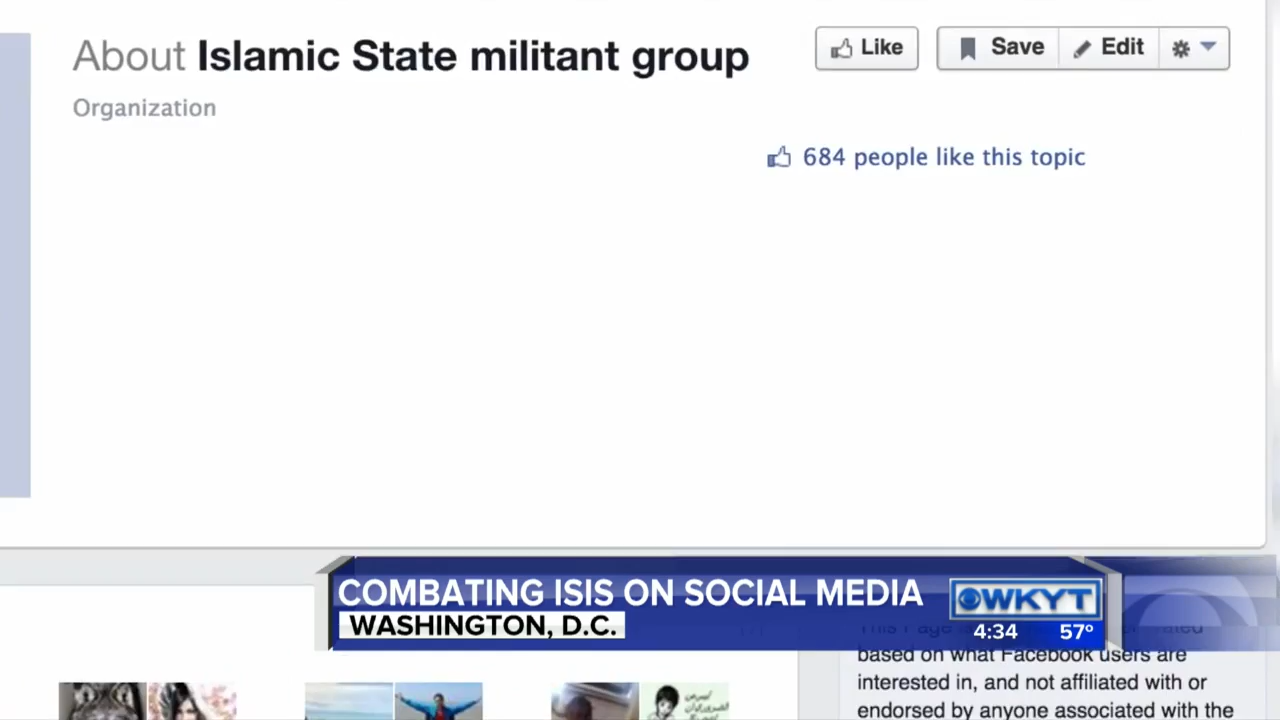 About Islamic State militant group
Like
Save
Edit
Organization
684 people like this topic
COMBATING ISIS ON SOCIAL MEDIA
WKYT
WASHINGTON, D.C.
4:34
57°
This Page
based on what Facebook users are
interested in, and not affiliated with or
endorsed by anyone associated with the